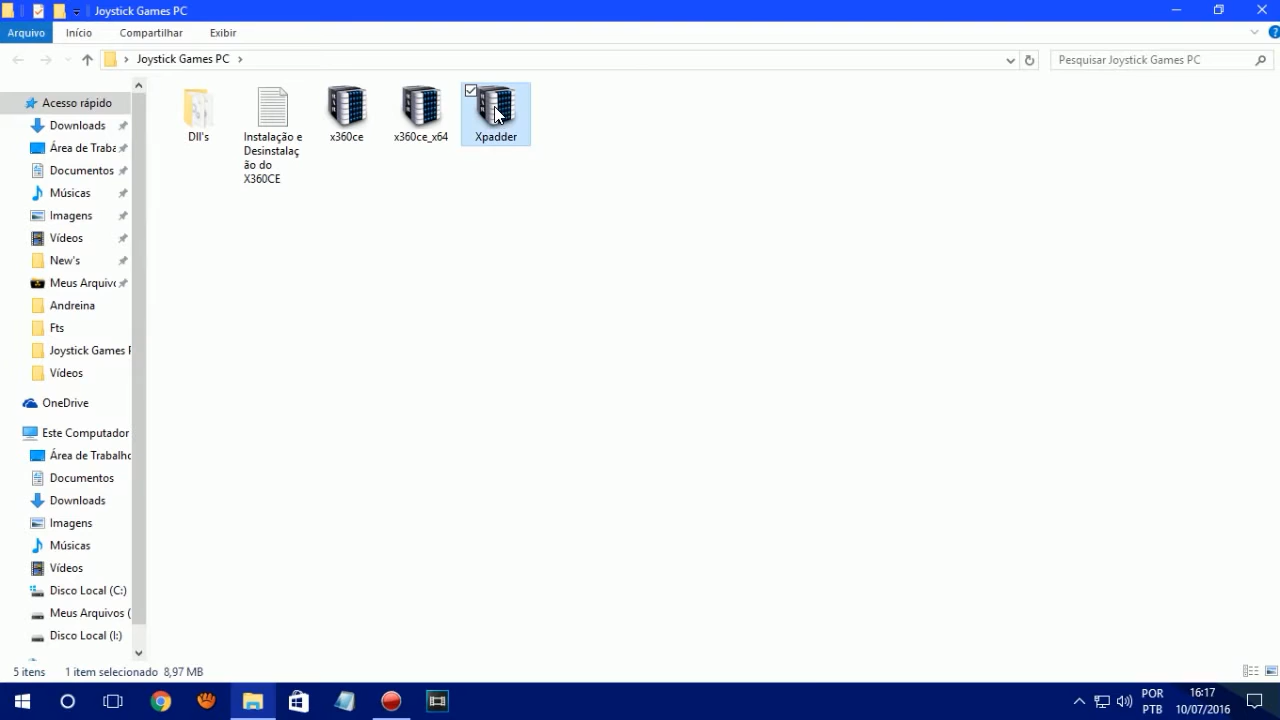 Joystick Games PC
Arquivo
Início
Compartilhar
Exibir
Joystick Games PC
Pesquisar Joystick Games PC
Acesso rápido
Downloads
Área de Traba
Documentos
Músicas
Imagens
Vídeos
New's
Meus Arquivo
Andreina
Fts
Joystick Games P
Vídeos
OneDrive
Este Computador
Área de Trabalho
Documentos
Downloads
Imagens
Músicas
Vídeos
Disco Local (C:)
Meus Arquivos (
Disco Local (I:)
Dll's
Instalação e
Desinstalaç
ão do
X360CE
x360ce
x360ce_x64
Xpadder
5 itens
1 item selecionado 8,97 MB
POR
PTB
16:17
10/07/2016